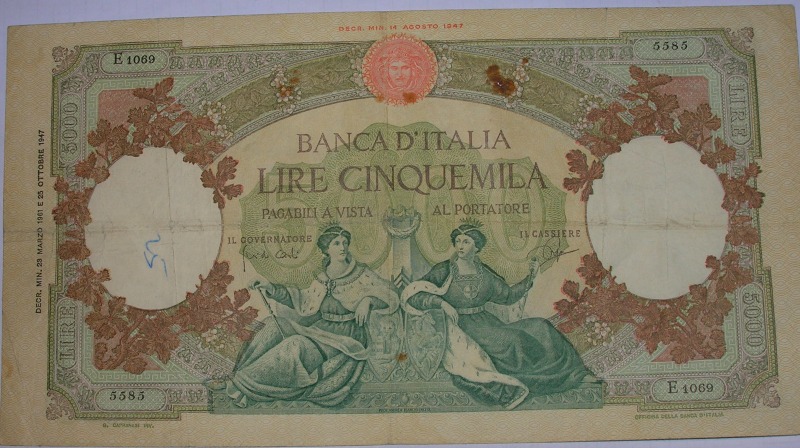 DECR. MIN. 14 AGOSTO 1947
E 1069
5585
LIRE 5000
LIRE 5000
BANCA D'ITALIA
LIRE CINQUEMILA
PAGABILI A VISTA AL PORTATORE
IL GOVERNATORE
IL CASSIERE
DECR. MIN. 23 MARZO 1961 E 25 OTTOBRE 1947
5585
E 1069
OFFICINA DELLA BANCA D'ITALIA